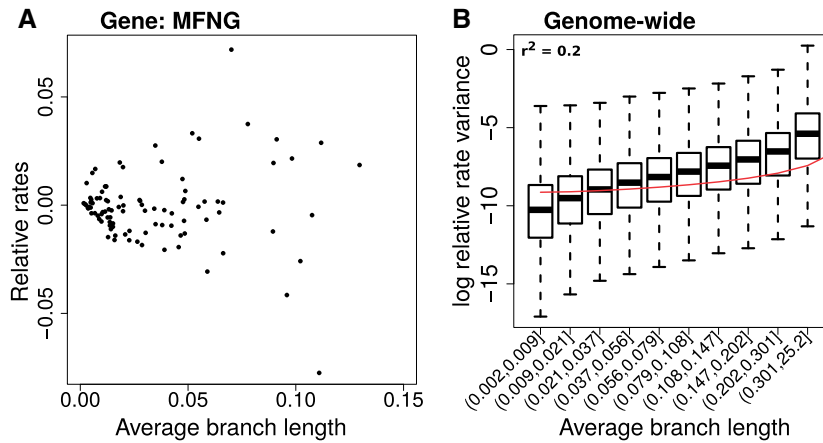 A
Gene: MFNG
Relative rates
0.05
0.00
−0.05
0.00
0.05
0.10
0.15
Average branch length
B
Genome-wide
r² = 0.2
log relative rate variance
0
−5
−10
−15
(0.002,0.009]
(0.009,0.021]
(0.021,0.037]
(0.037,0.056]
(0.056,0.079]
(0.079,0.108]
(0.108,0.147]
(0.147,0.202]
(0.202,0.301]
(0.301,25.2]
Average branch length